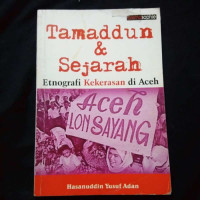 Tamaddun
&
Sejarah
Etnografi Kekerasan di Aceh
Aceh
LON SAYANG
Hasanuddin Yusuf Adan